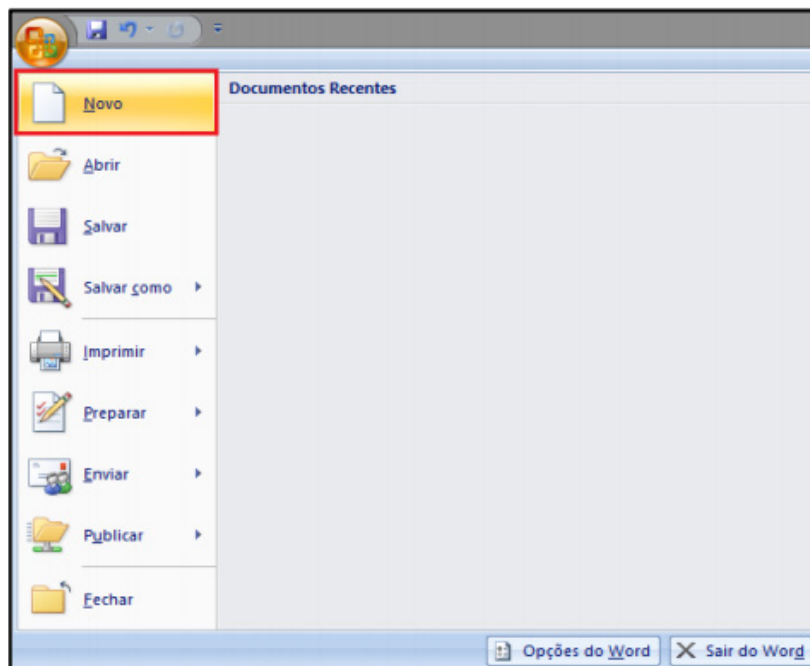 Novo
Documentos Recentes
Abrir
Salvar
Salvar como
Imprimir
Preparar
Enviar
Publicar
Fechar
Opções do Word
Sair do Word